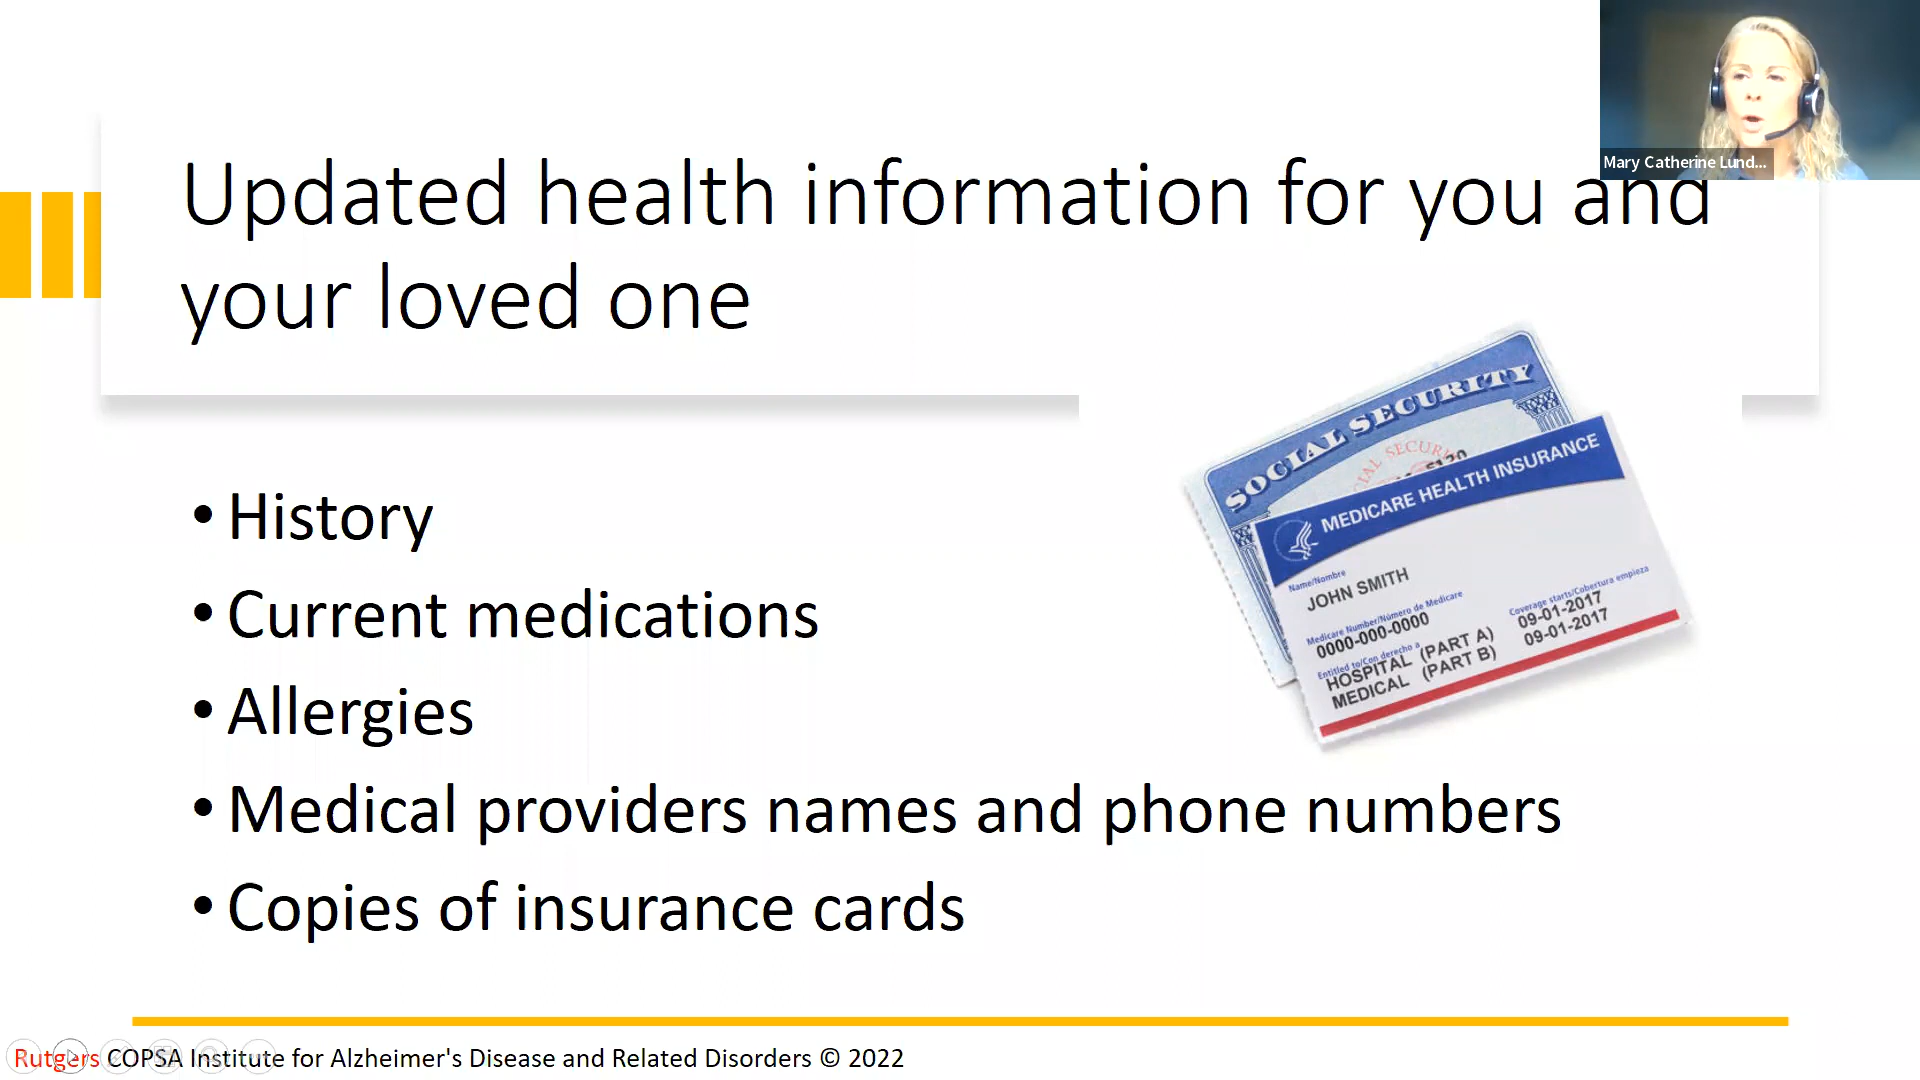 Mary Catherine Lund...
Updated health information for you and
your loved one
SOCIAL SECURITY
MEDICARE HEALTH INSURANCE
Name/Nombre
JOHN SMITH
Medicare Number/Número de Medicare
0000-000-0000
Entitled to/Con derecho a
HOSPITAL (PART A)
MEDICAL (PART B)
Coverage starts/Cobertura empieza
09-01-2017
09-01-2017
• History
• Current medications
• Allergies
• Medical providers names and phone numbers
• Copies of insurance cards
Rutgers COPSA Institute for Alzheimer's Disease and Related Disorders © 2022